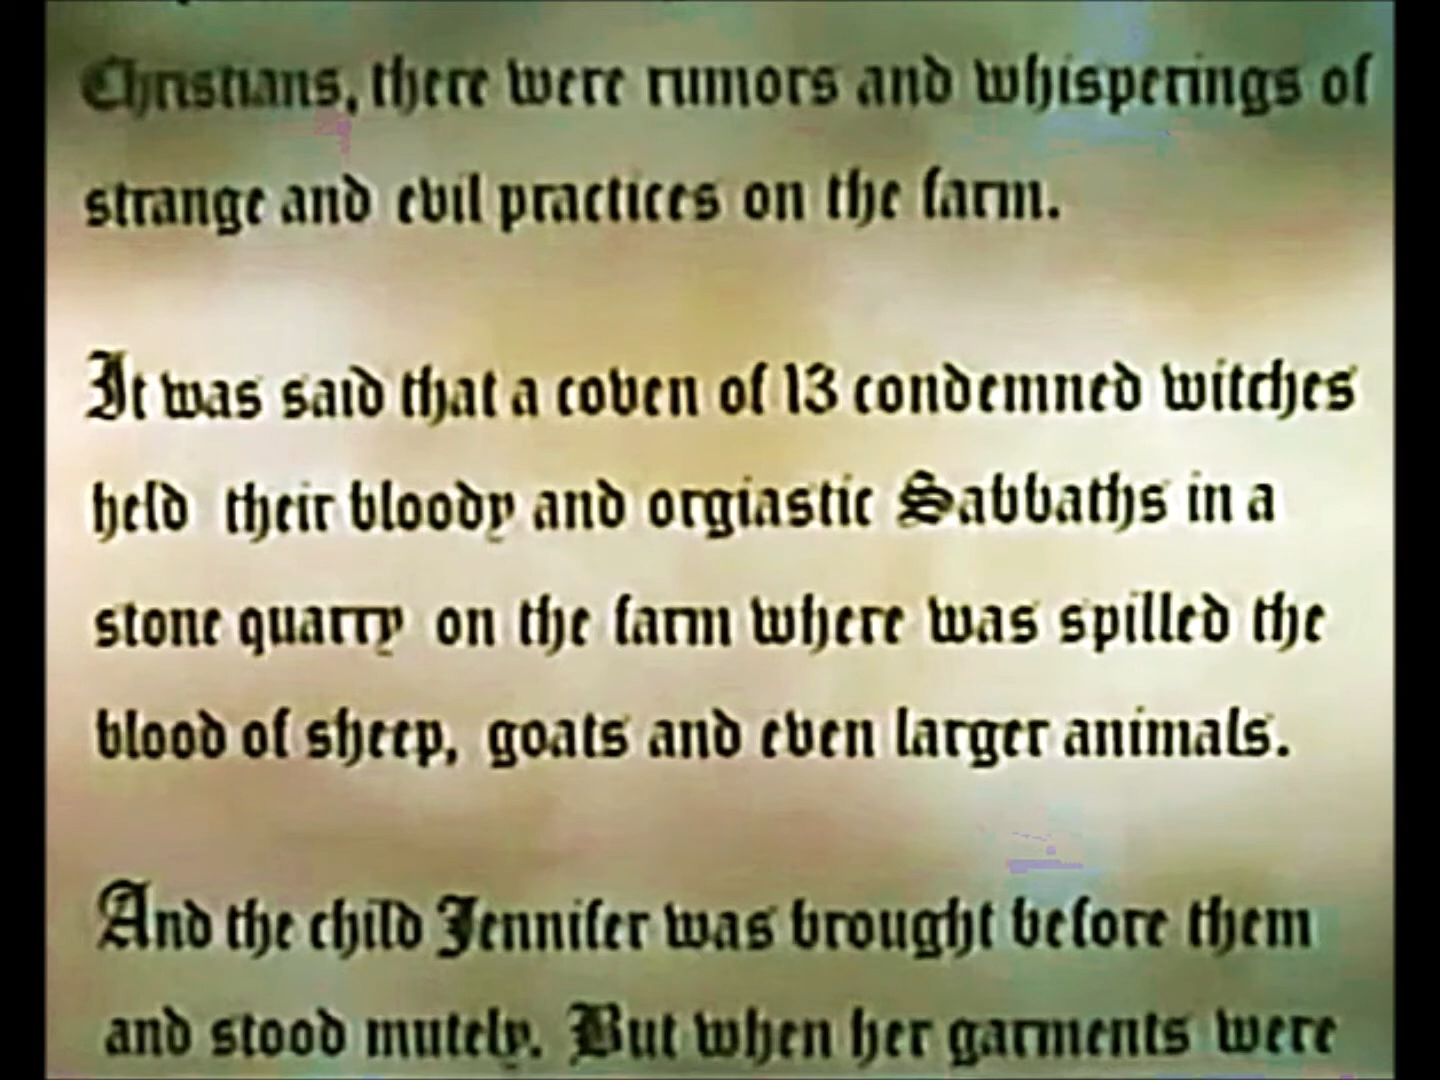 Christians, there were rumors and whisperings of
strange and evil practices on the farm.
It was said that a coven of 13 condemned witches
held their bloody and orgiastic Sabbaths in a
stone quarry on the farm where was spilled the
blood of sheep, goats and even larger animals.
And the child Jennifer was brought before them
and stood mutely. But when her garments were